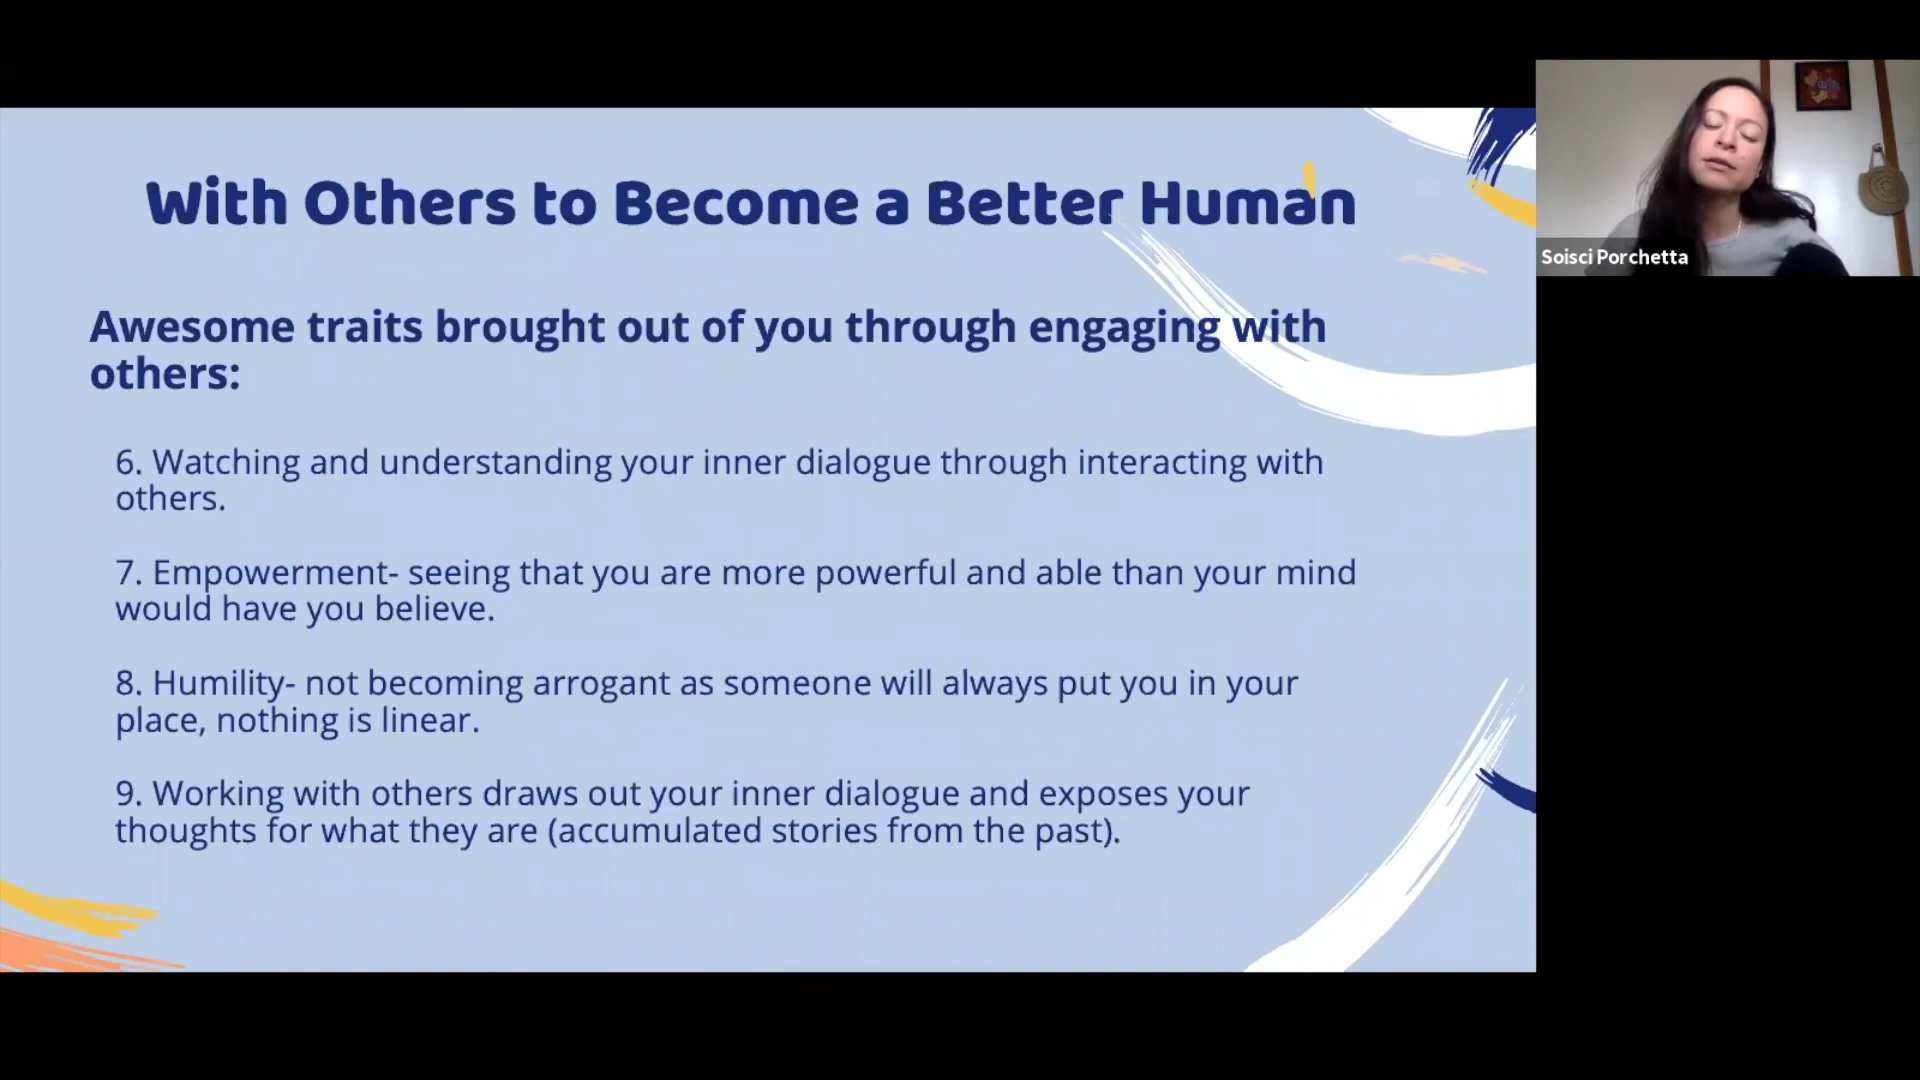 With Others to Become a Better Human
Awesome traits brought out of you through engaging with
others:
6. Watching and understanding your inner dialogue through interacting with
others.
7. Empowerment- seeing that you are more powerful and able than your mind
would have you believe.
8. Humility- not becoming arrogant as someone will always put you in your
place, nothing is linear.
9. Working with others draws out your inner dialogue and exposes your
thoughts for what they are (accumulated stories from the past).
Soisci Porchetta